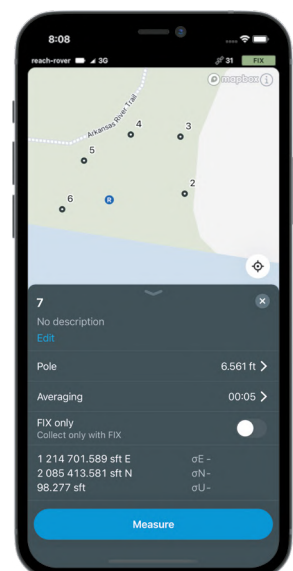 8:08
reach-rover 3G 31 FIX
mapbox
Arkansas River Trail
4
3
5
2
6
R
7
No description
Edit
Pole 6.561 ft
Averaging 00:05
FIX only
Collect only with FIX
1 214 701.589 sft E σE -
2 085 413.581 sft N σN-
98.277 sft σU-
Measure